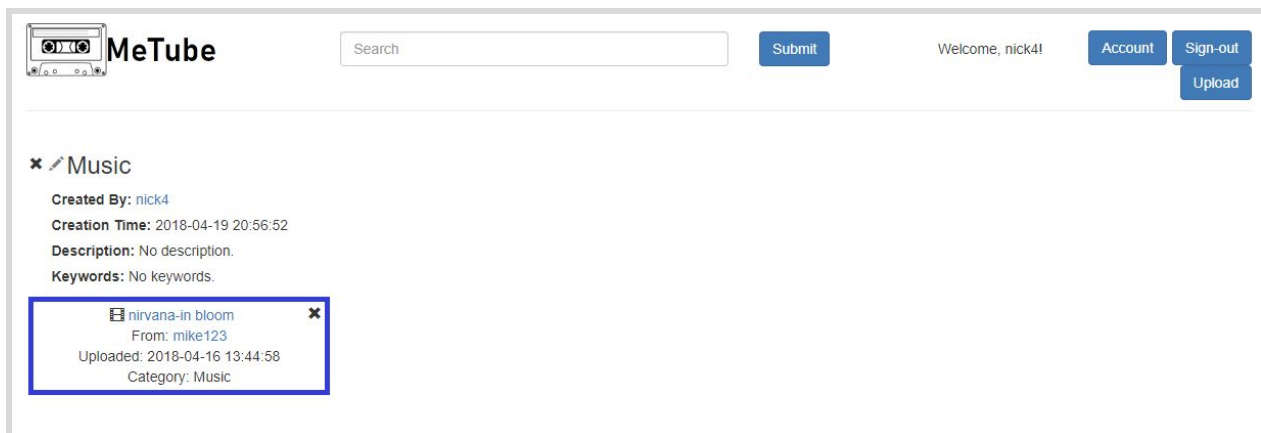 MeTube
Search
Submit
Welcome, nick4!
Account
Sign-out
Upload
Music
Created By: nick4
Creation Time: 2018-04-19 20:56:52
Description: No description.
Keywords: No keywords.
nirvana-in bloom
From: mike123
Uploaded: 2018-04-16 13:44:58
Category: Music